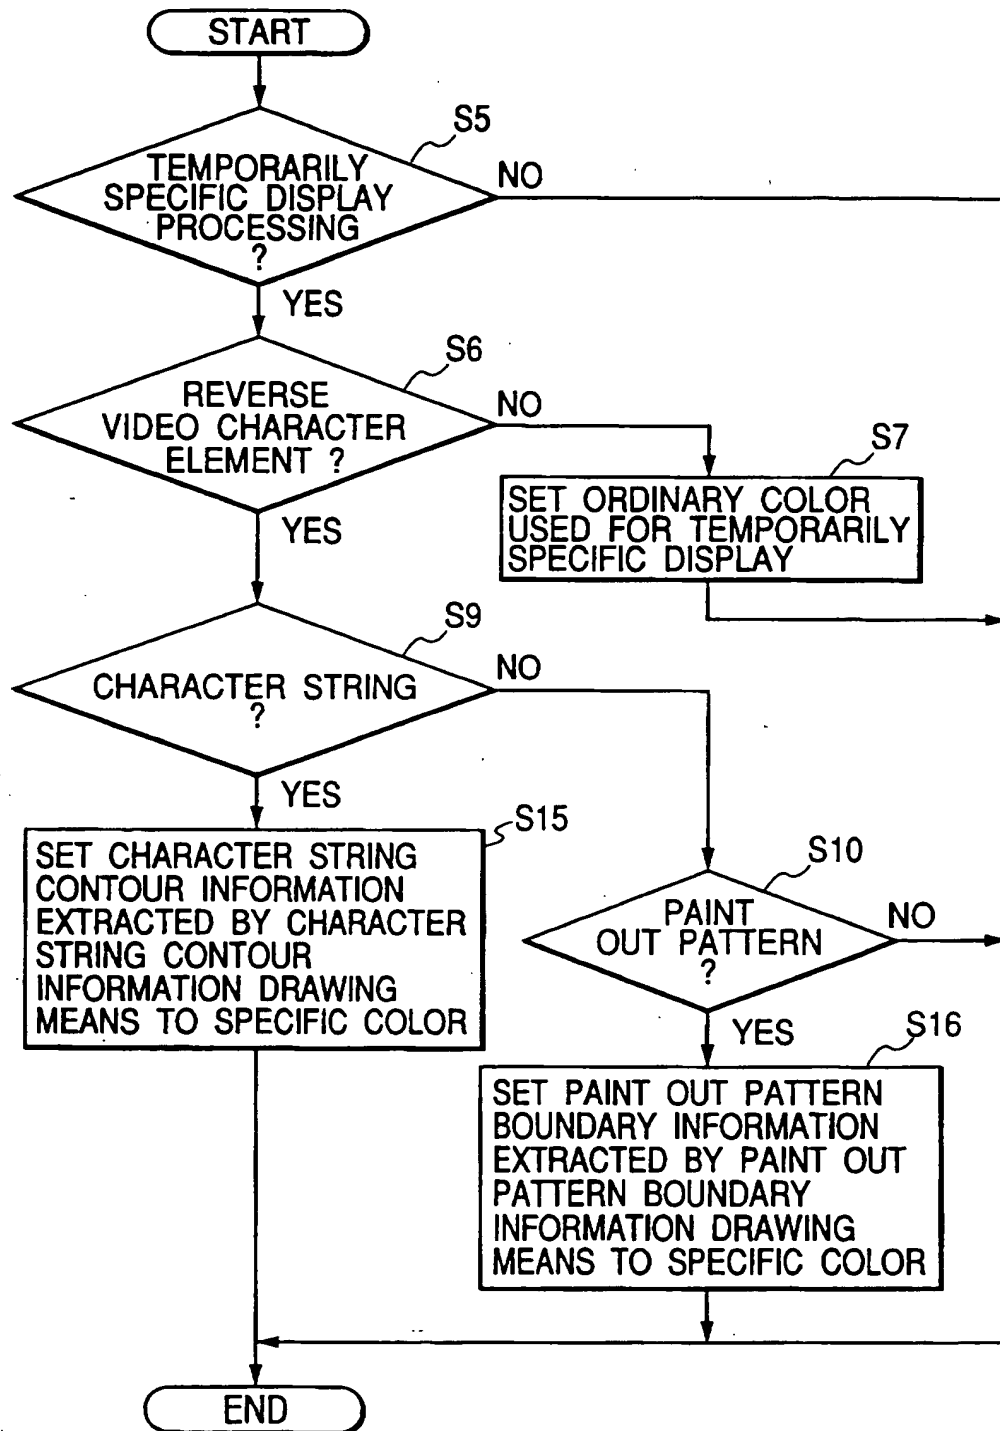 START
S5
TEMPORARILY
SPECIFIC DISPLAY
PROCESSING
?
NO
YES
S6
REVERSE
VIDEO CHARACTER
ELEMENT ?
NO
YES
S7
SET ORDINARY COLOR
USED FOR TEMPORARILY
SPECIFIC DISPLAY
S9
CHARACTER STRING
?
NO
YES
S15
SET CHARACTER STRING
CONTOUR INFORMATION
EXTRACTED BY CHARACTER
STRING CONTOUR
INFORMATION DRAWING
MEANS TO SPECIFIC COLOR
S10
PAINT
OUT PATTERN
?
NO
YES
S16
SET PAINT OUT PATTERN
BOUNDARY INFORMATION
EXTRACTED BY PAINT OUT
PATTERN BOUNDARY
INFORMATION DRAWING
MEANS TO SPECIFIC COLOR
END